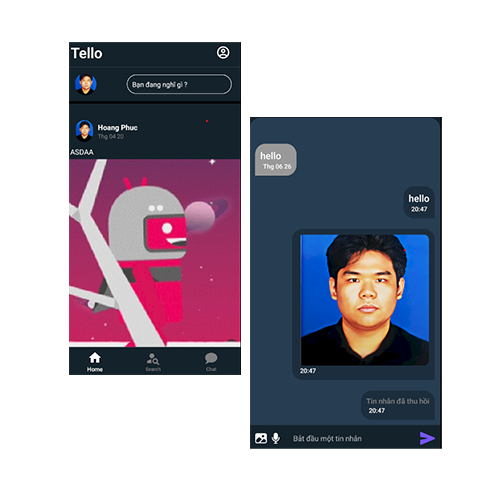 Tello
Bạn đang nghĩ gì ?
Hoang Phuc
Thg 04 20
ASDAA
Home
Search
Chat
hello
Thg 06 26
hello
20:47
20:47
Tin nhắn đã thu hồi
20:47
Bắt đầu một tin nhắn